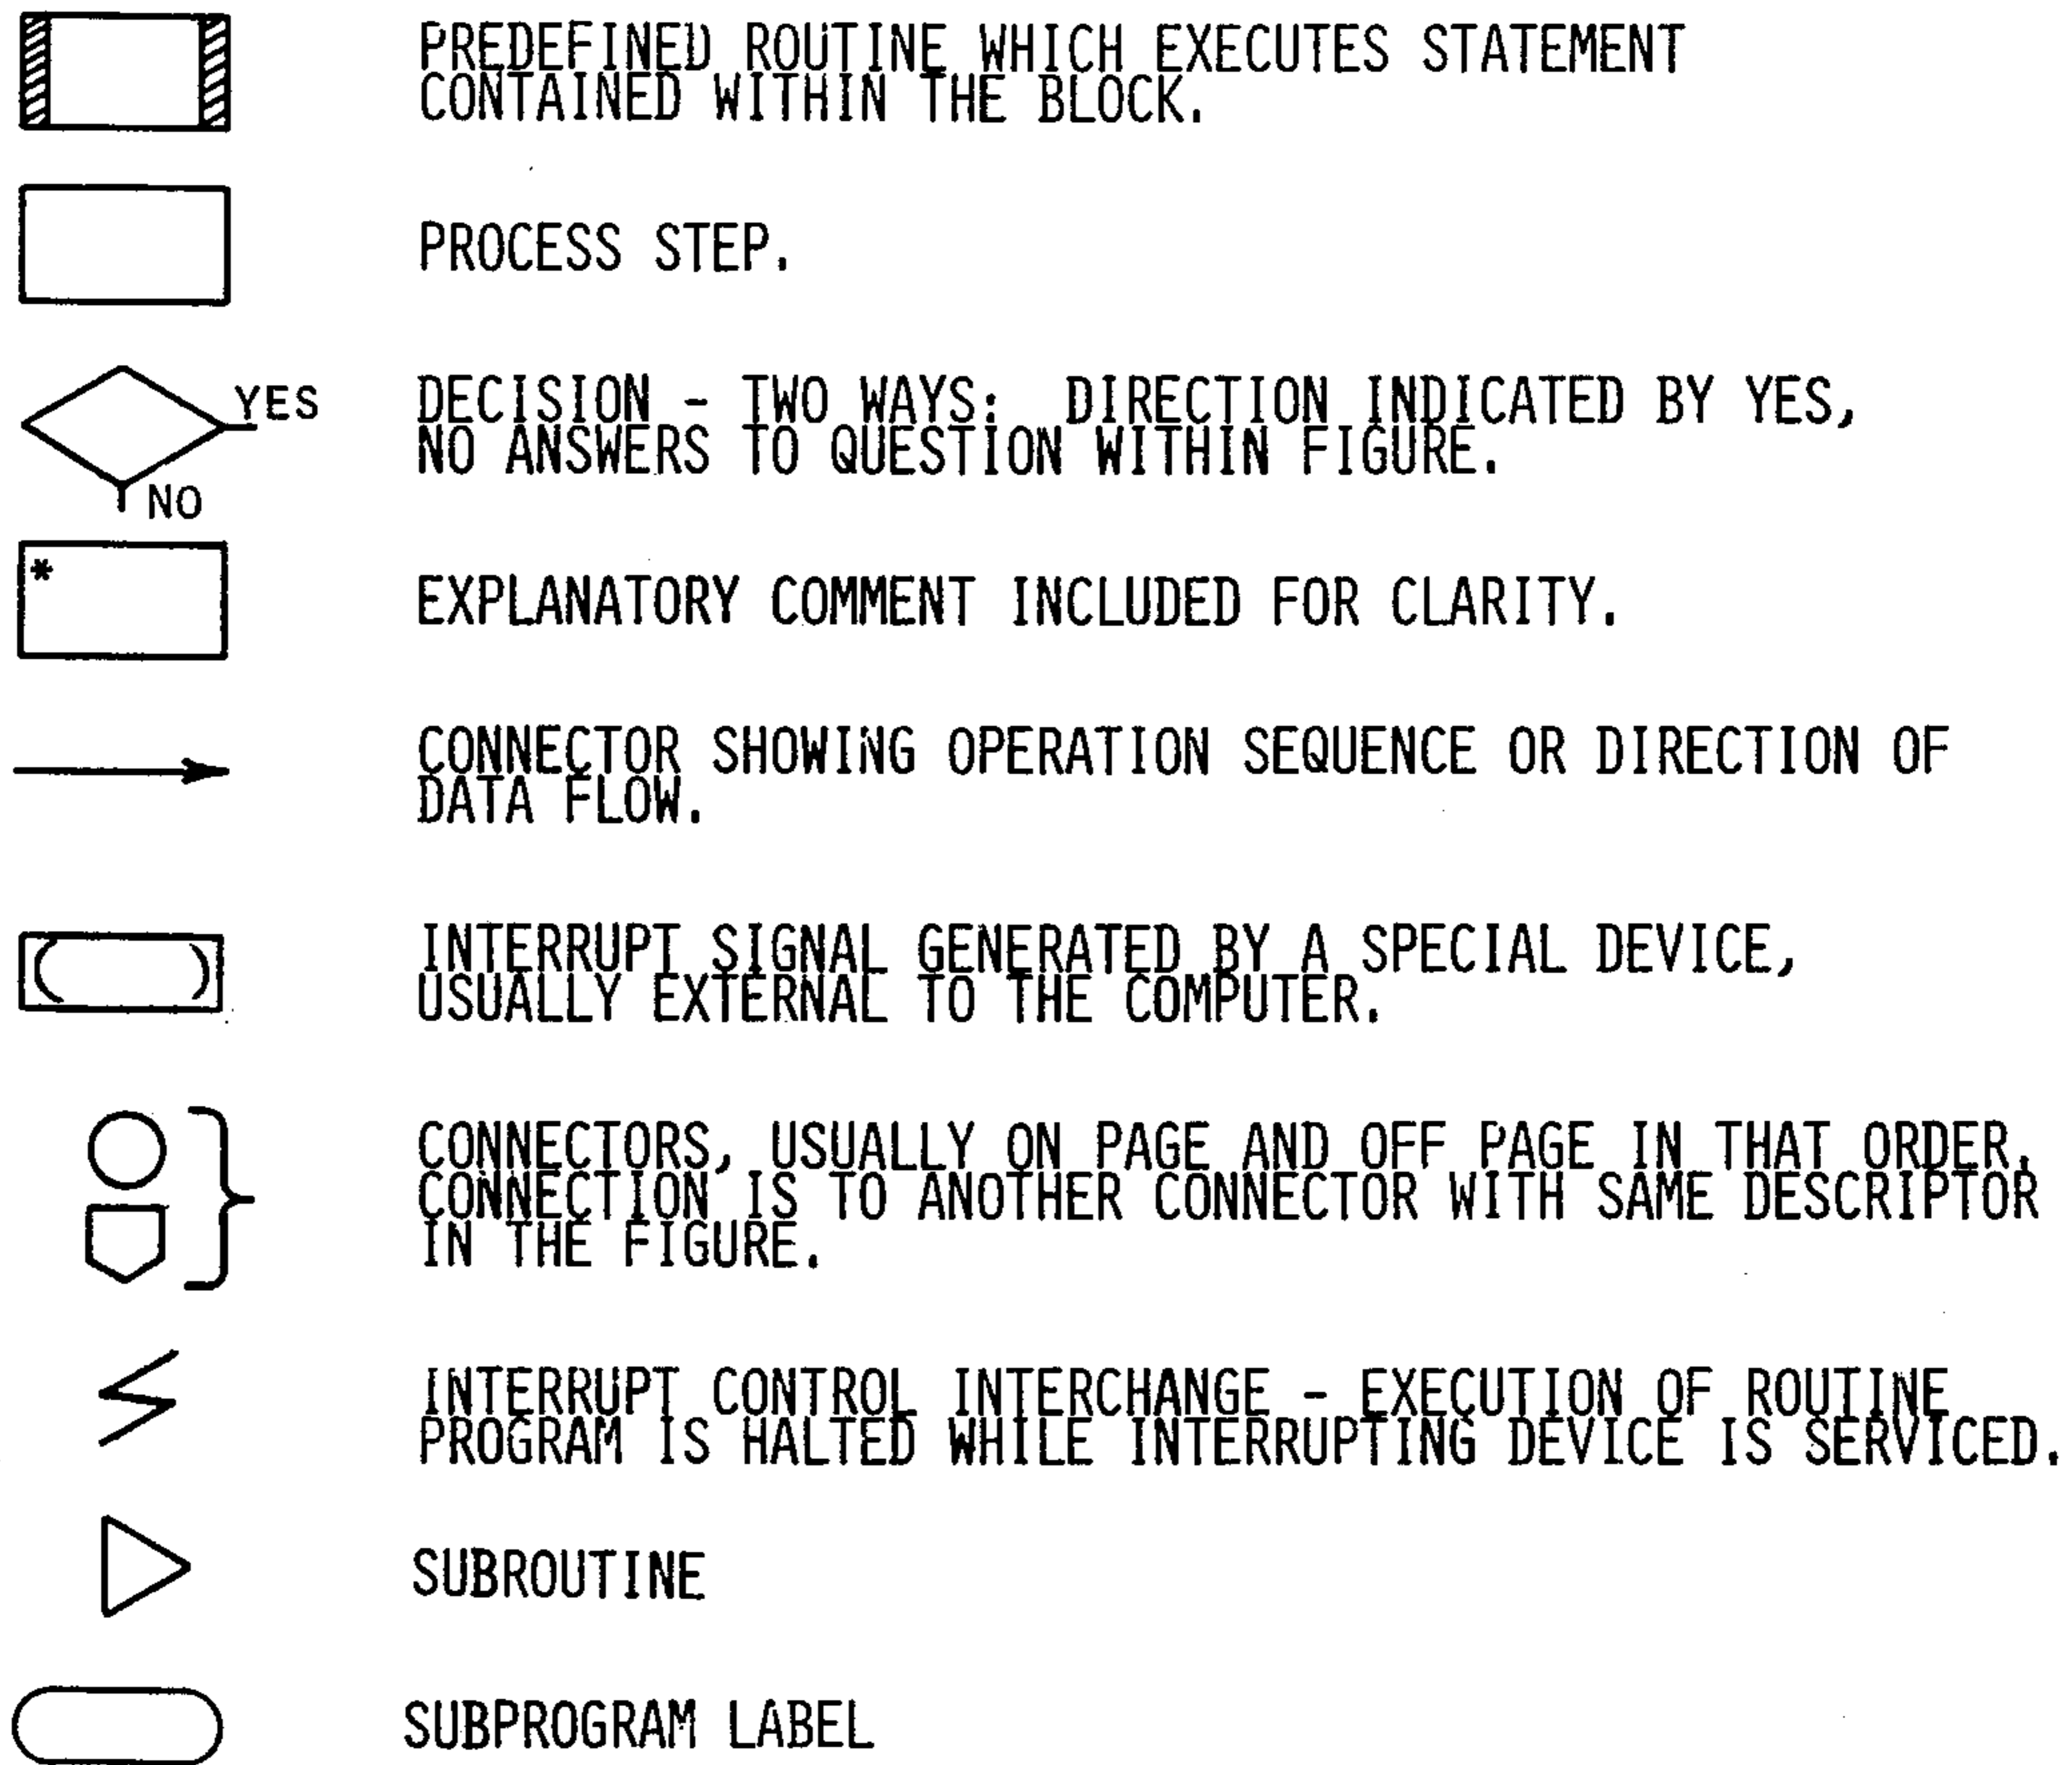 PREDEFINED ROUTINE WHICH EXECUTES STATEMENT
CONTAINED WITHIN THE BLOCK.
PROCESS STEP.
YES
DECISION - TWO WAYS: DIRECTION INDICATED BY YES,
NO ANSWERS TO QUESTION WITHIN FIGURE.
NO
*
EXPLANATORY COMMENT INCLUDED FOR CLARITY.
CONNECTOR SHOWING OPERATION SEQUENCE OR DIRECTION OF
DATA FLOW.
INTERRUPT SIGNAL GENERATED BY A SPECIAL DEVICE,
USUALLY EXTERNAL TO THE COMPUTER.
CONNECTORS, USUALLY ON PAGE AND OFF PAGE IN THAT ORDER.
CONNECTION IS TO ANOTHER CONNECTOR WITH SAME DESCRIPTOR
IN THE FIGURE.
INTERRUPT CONTROL INTERCHANGE - EXECUTION OF ROUTINE
PROGRAM IS HALTED WHILE INTERRUPTING DEVICE IS SERVICED.
SUBROUTINE
SUBPROGRAM LABEL